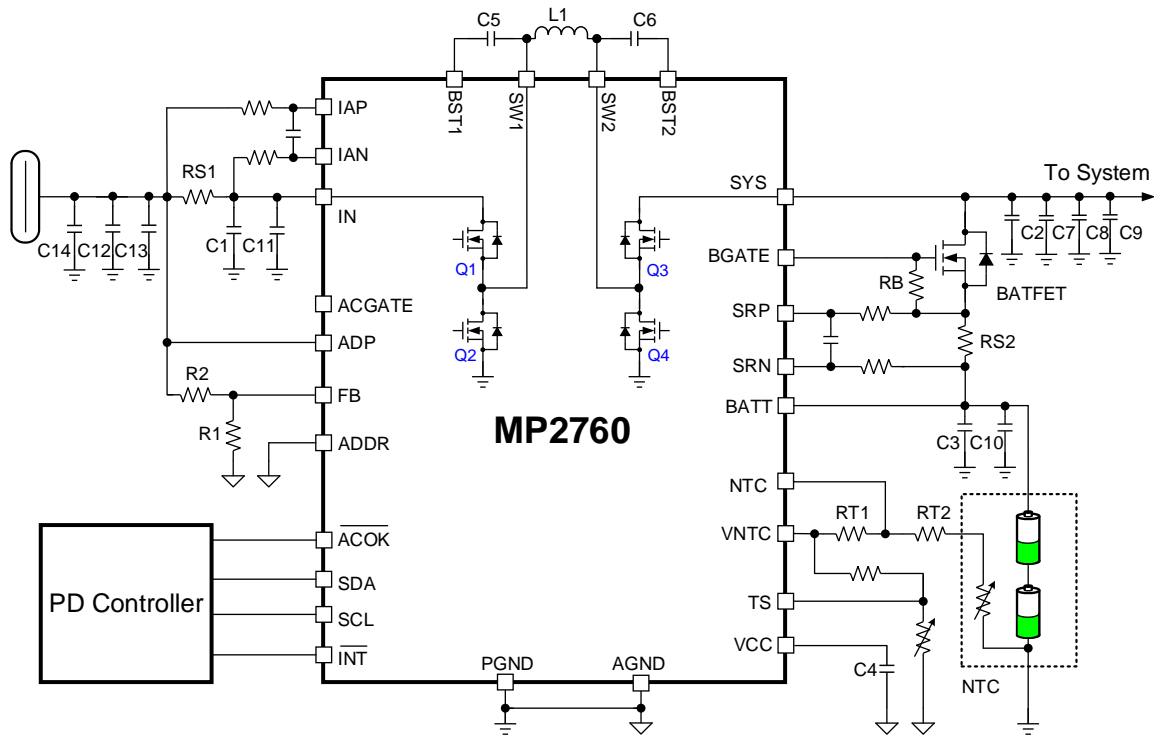 C5
L1
C6
BST1
SW1
SW2
BST2
IAP
IAN
RS1
IN
C14
C12
C13
C1
C11
Q1
Q2
Q3
Q4
ACGATE
ADP
R2
FB
R1
ADDR
MP2760
SYS
To System
C2
C7
C8
C9
BGATE
RB
BATFET
SRP
RS2
SRN
BATT
C3
C10
NTC
RT1
RT2
VNTC
TS
VCC
C4
NTC
PD Controller
ACOK
SDA
SCL
INT
PGND
AGND